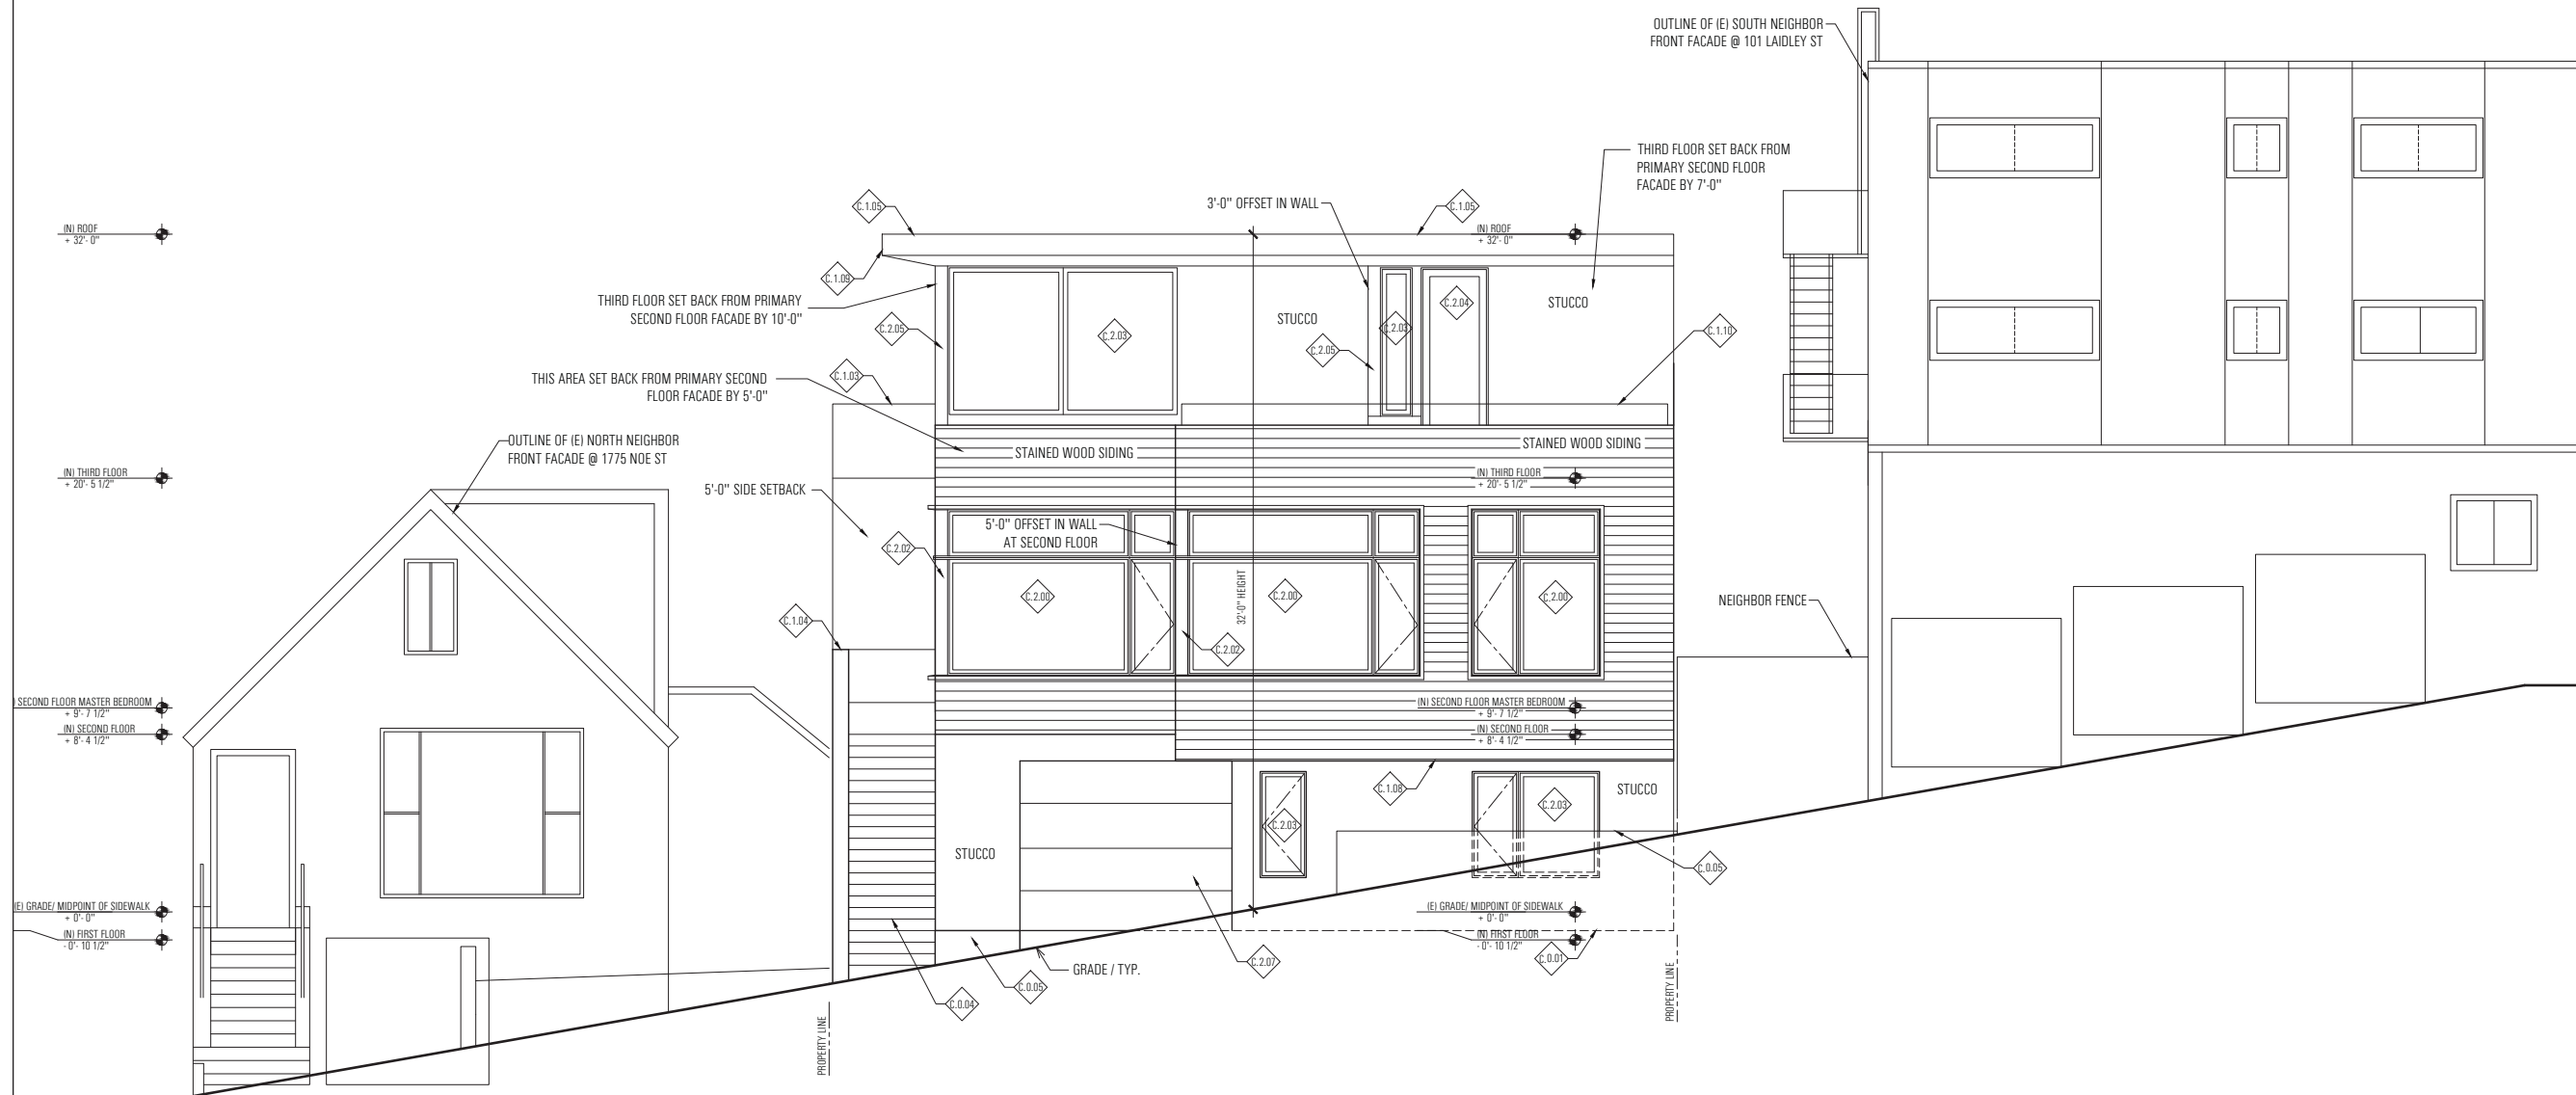 OUTLINE OF (E) SOUTH NEIGHBOR
FRONT FACADE @ 101 LAIDLEY ST
THIRD FLOOR SET BACK FROM
PRIMARY SECOND FLOOR
FACADE BY 7'-0"
C.1.05
3'-0" OFFSET IN WALL
C.1.05
(N) ROOF
+ 32'- 0"
(N) ROOF
+ 32'- 0"
C.1.09
THIRD FLOOR SET BACK FROM PRIMARY
SECOND FLOOR FACADE BY 10'-0"
C.2.05
C.2.03
STUCCO
C.2.05
C.2.03
C.2.04
STUCCO
C.1.10
THIS AREA SET BACK FROM PRIMARY SECOND
FLOOR FACADE BY 5'-0"
C.1.03
OUTLINE OF (E) NORTH NEIGHBOR
FRONT FACADE @ 1775 NOE ST
STAINED WOOD SIDING
STAINED WOOD SIDING
(N) THIRD FLOOR
+ 20'- 5 1/2"
(N) THIRD FLOOR
+ 20'- 5 1/2"
5'-0" SIDE SETBACK
5'-0" OFFSET IN WALL
AT SECOND FLOOR
C.2.02
C.2.00
32'-0" HEIGHT
C.2.00
C.2.00
NEIGHBOR FENCE
C.1.04
C.2.02
) SECOND FLOOR MASTER BEDROOM
+ 9'- 7 1/2"
(N) SECOND FLOOR
+ 8'- 4 1/2"
(N) SECOND FLOOR MASTER BEDROOM
+ 9'- 7 1/2"
(N) SECOND FLOOR
+ 8'- 4 1/2"
C.1.08
STUCCO
C.2.03
C.2.03
STUCCO
C.0.05
(E) GRADE/ MIDPOINT OF SIDEWALK
+ 0'- 0"
(N) FIRST FLOOR
- 0'- 10 1/2"
(E) GRADE/ MIDPOINT OF SIDEWALK
+ 0'- 0"
(N) FIRST FLOOR
- 0'- 10 1/2"
C.0.01
C.2.07
GRADE / TYP.
C.0.05
C.0.04
PROPERTY LINE
PROPERTY LINE